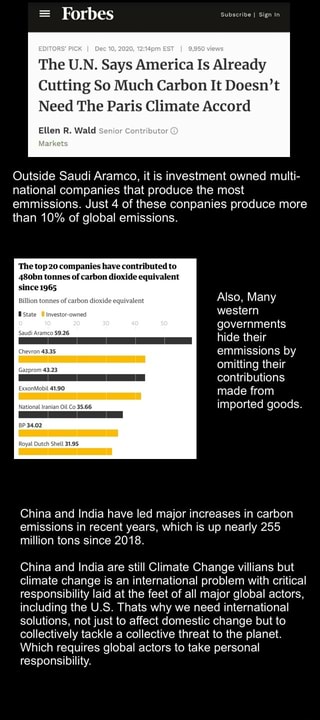 Forbes
Subscribe | Sign In
EDITORS' PICK | Dec 10, 2020, 12:14pm EST | 9,950 views
The U.N. Says America Is Already
Cutting So Much Carbon It Doesn't
Need The Paris Climate Accord
Ellen R. Wald Senior Contributor
Markets
Outside Saudi Aramco, it is investment owned multi-
national companies that produce the most
emmissions. Just 4 of these conpanies produce more
than 10% of global emissions.
The top 20 companies have contributed to
480bn tonnes of carbon dioxide equivalent
since 1965
Billion tonnes of carbon dioxide equivalent
State Investor-owned
0 10 20 30 40 50
Saudi Aramco 59.26
Chevron 43.35
Gazprom 43.23
ExxonMobil 41.90
National Iranian Oil Co 35.66
BP 34.02
Royal Dutch Shell 31.95
Also, Many
western
governments
hide their
emmissions by
omitting their
contributions
made from
imported goods.
China and India have led major increases in carbon
emissions in recent years, which is up nearly 255
million tons since 2018.
China and India are still Climate Change villians but
climate change is an international problem with critical
responsibility laid at the feet of all major global actors,
including the U.S. Thats why we need international
solutions, not just to affect domestic change but to
collectively tackle a collective threat to the planet.
Which requires global actors to take personal
responsibility.